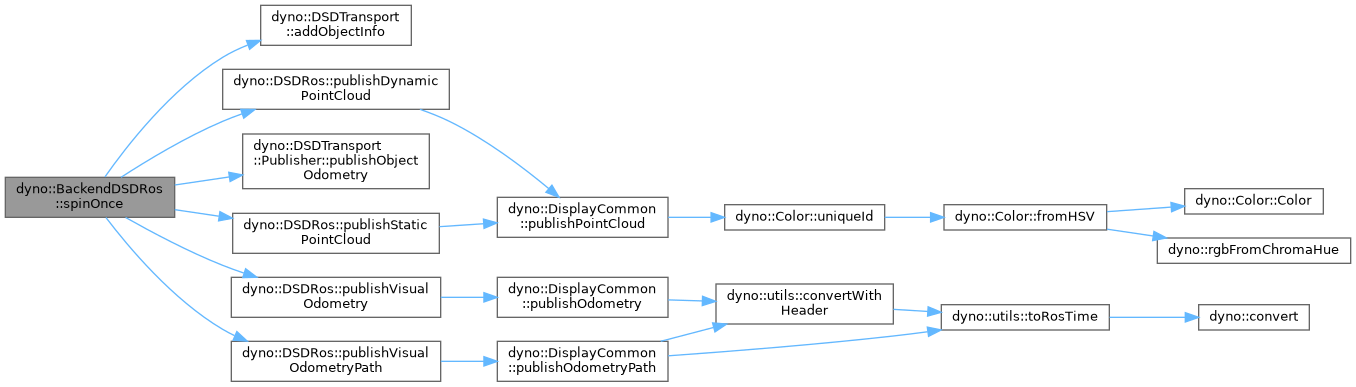 dyno::BackendDSDRos
::spinOnce
dyno::DSDTransport
::addObjectInfo
dyno::DSDRos::publishDynamic
PointCloud
dyno::DSDTransport
::Publisher::publishObject
Odometry
dyno::DSDRos::publishStatic
PointCloud
dyno::DSDRos::publishVisual
Odometry
dyno::DSDRos::publishVisual
OdometryPath
dyno::DisplayCommon
::publishPointCloud
dyno::DisplayCommon
::publishOdometry
dyno::DisplayCommon
::publishOdometryPath
dyno::Color::uniqueId
dyno::utils::convertWith
Header
dyno::Color::fromHSV
dyno::utils::toRosTime
dyno::Color::Color
dyno::rgbFromChromaHue
dyno::convert